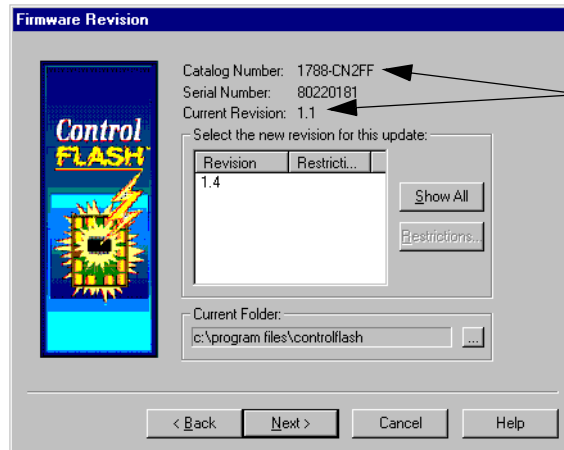 Firmware Revision
Catalog Number: 1788-CN2FF
Serial Number: 80220181
Current Revision: 1.1
Control
FLASH
Select the new revision for this update:
Revision Restricti...
1.4
Show All
Restrictions...
Current Folder:
c:\program files\controlflash
...
< Back Next > Cancel Help